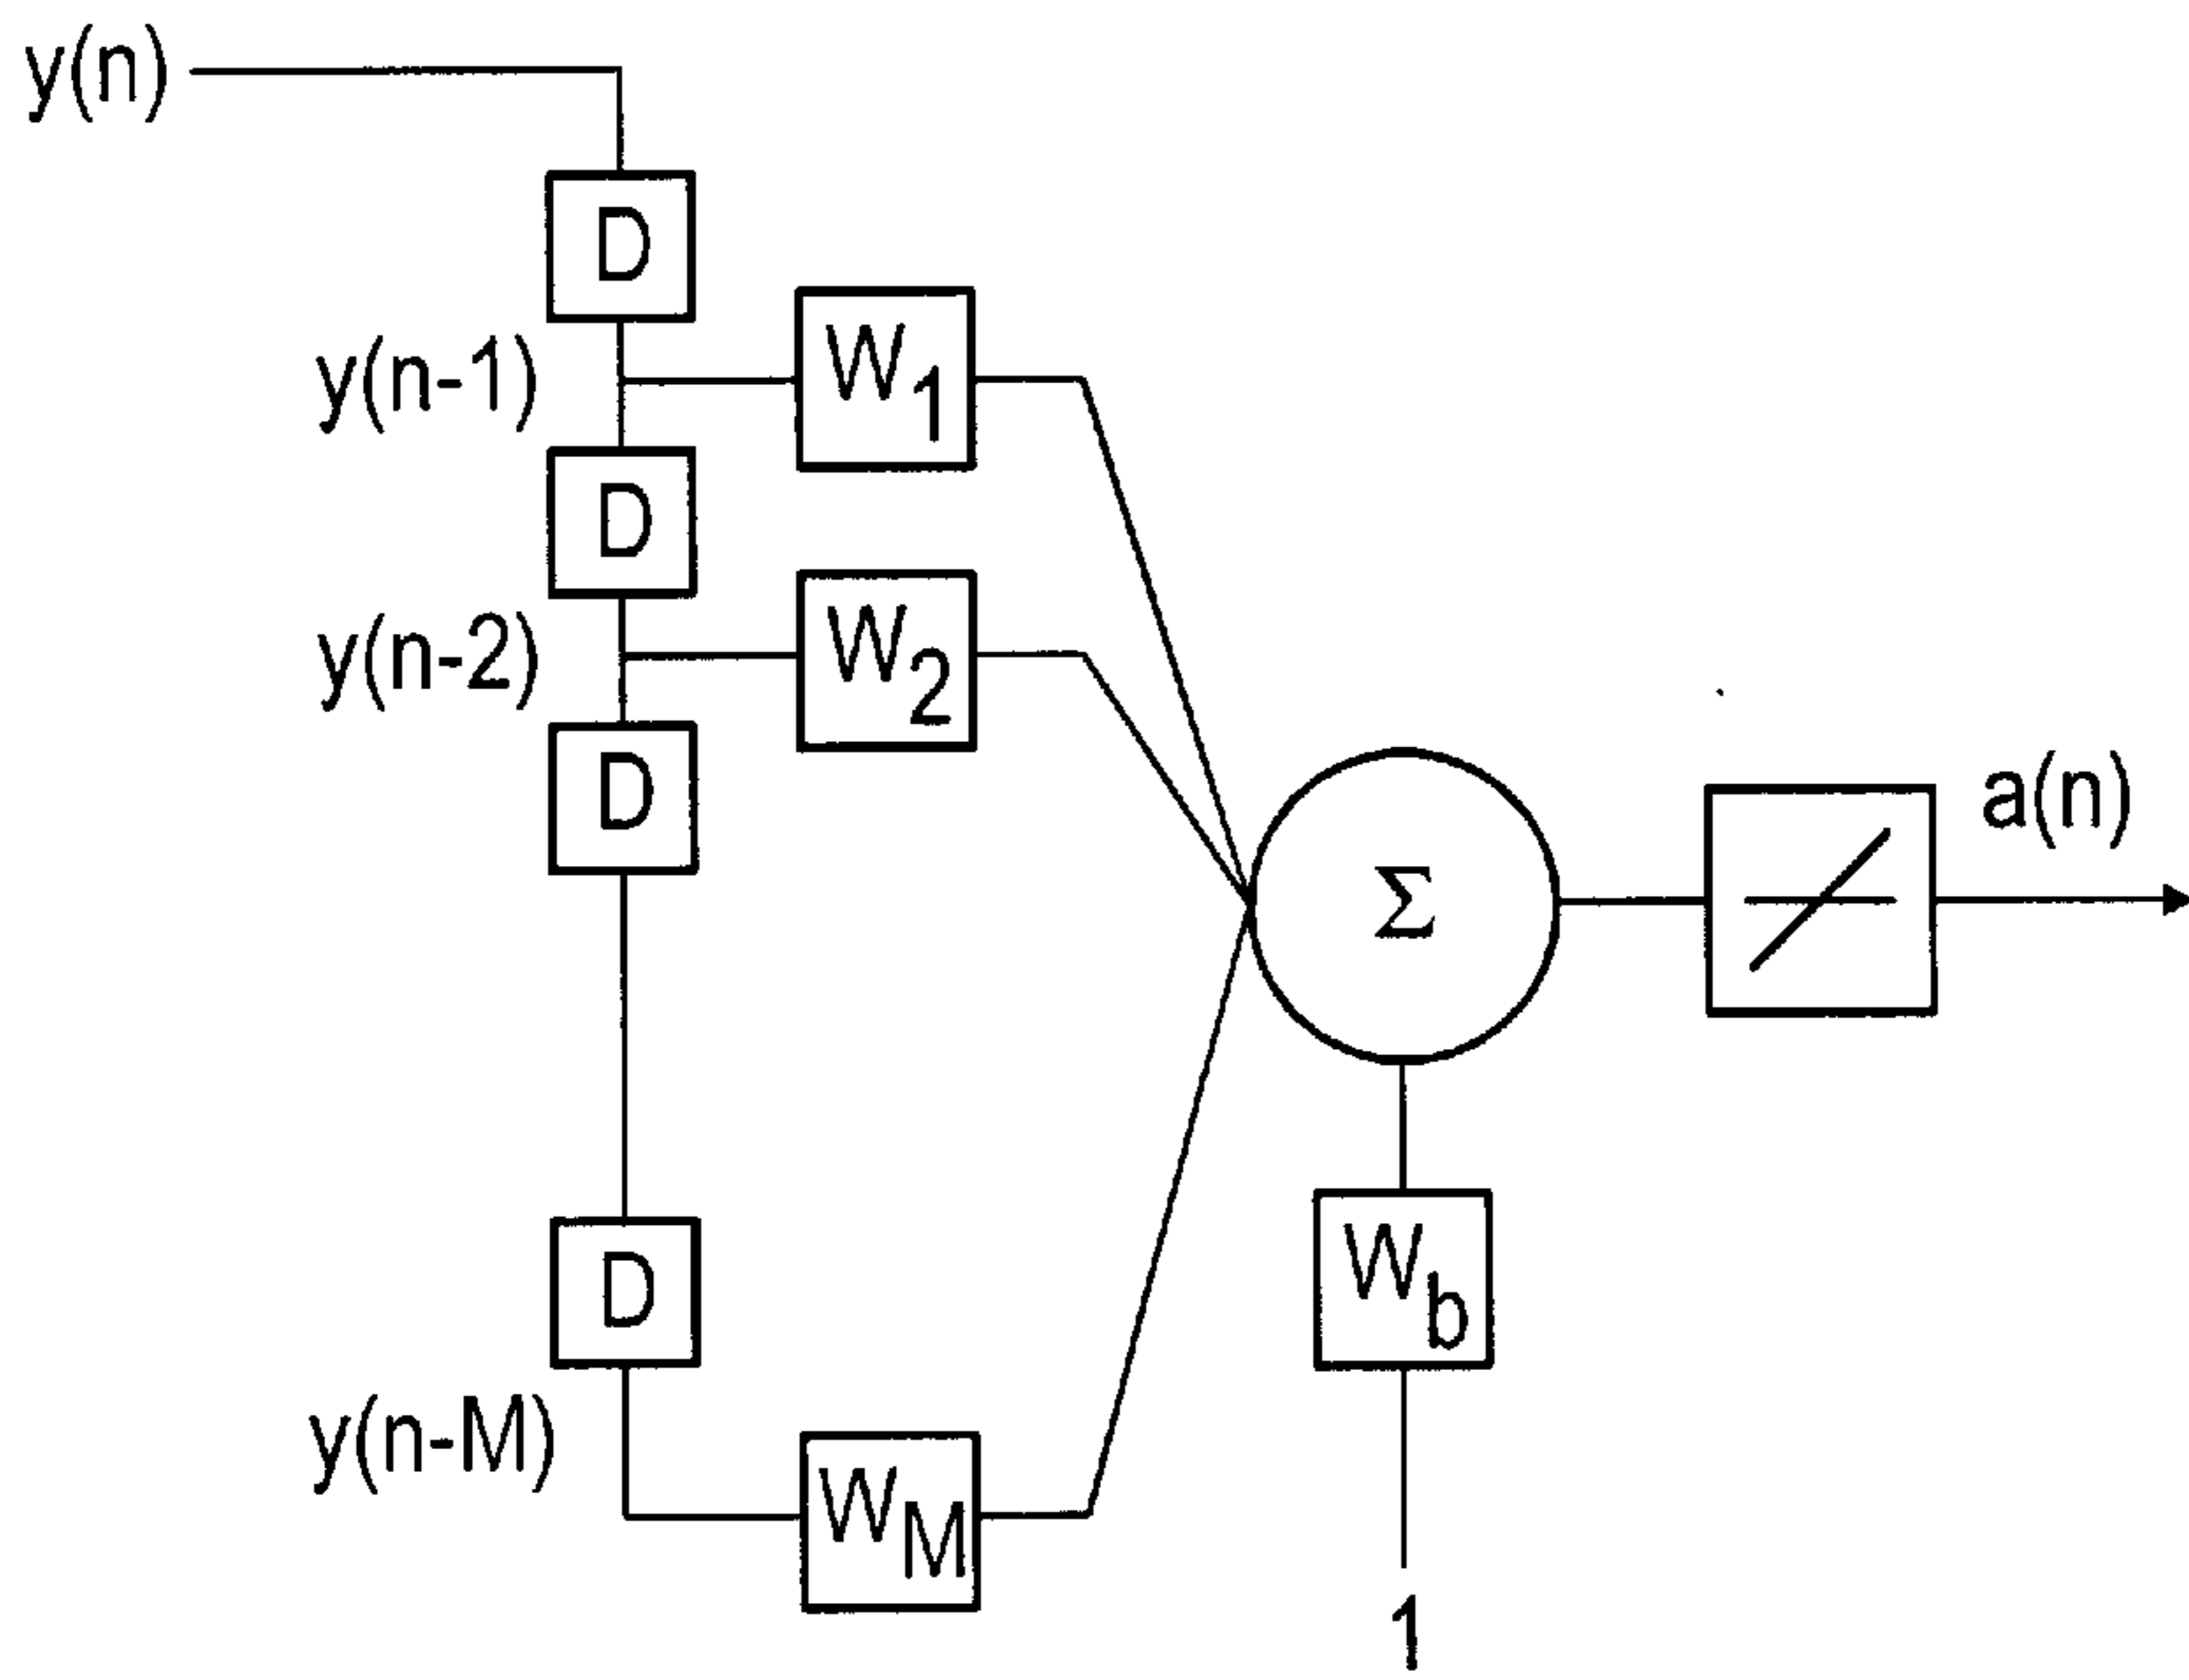 y(n)
D
y(n-1)
W1
D
y(n-2)
W2
D
a(n)
Σ
D
Wb
y(n-M)
WM
1